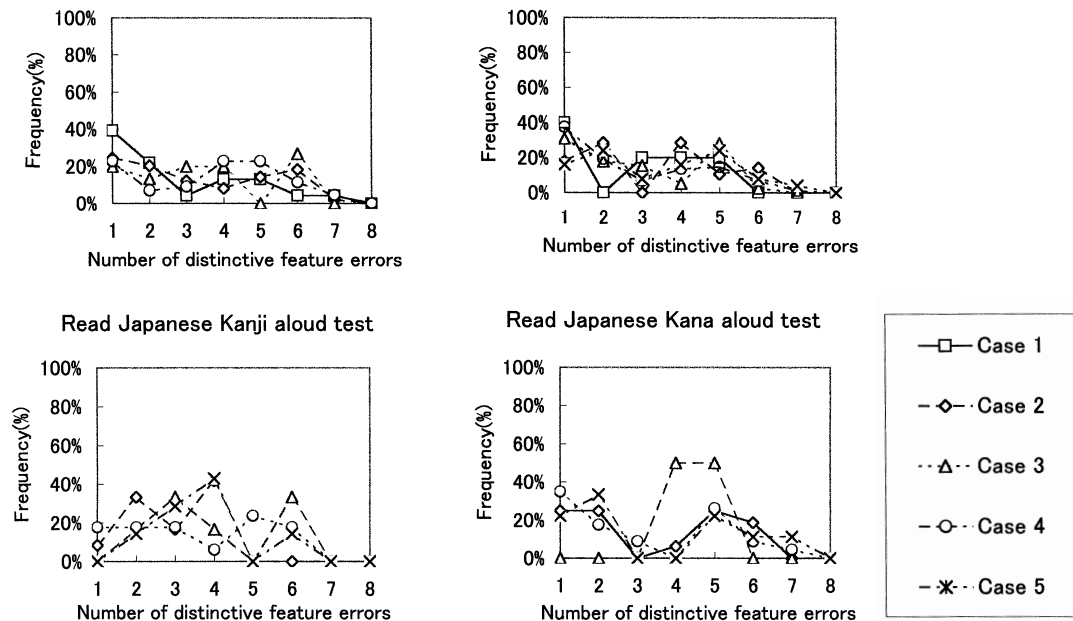 100%
80%
60%
40%
20%
0%
Frequency(%)
1 2 3 4 5 6 7 8
Number of distinctive feature errors
100%
80%
60%
40%
20%
0%
Frequency(%)
1 2 3 4 5 6 7 8
Number of distinctive feature errors
Read Japanese Kanji aloud test
100%
80%
60%
40%
20%
0%
Frequency(%)
1 2 3 4 5 6 7 8
Number of distinctive feature errors
Read Japanese Kana aloud test
100%
80%
60%
40%
20%
0%
Frequency(%)
1 2 3 4 5 6 7 8
Number of distinctive feature errors
Case 1
Case 2
Case 3
Case 4
Case 5